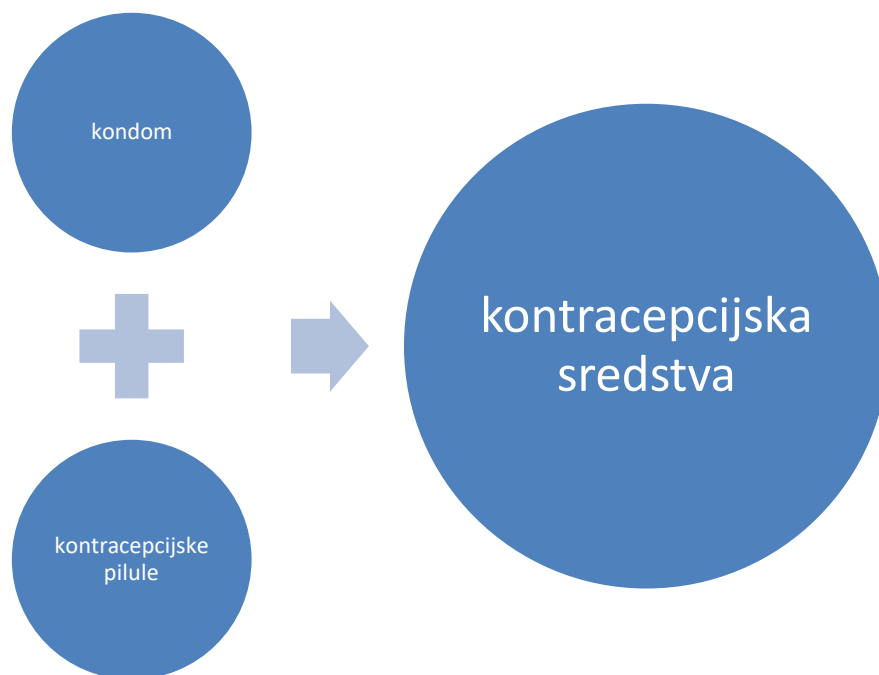 kondom
kontracepcijske
pilule
kontracepcijska
sredstva